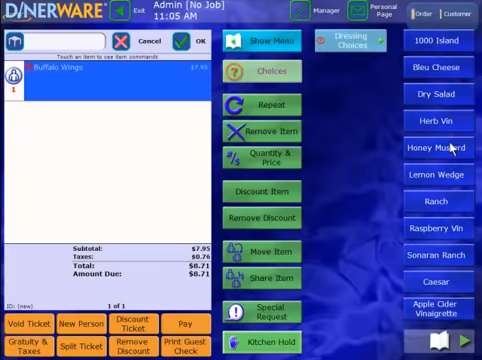 DINERWARE
Exit
Admin [No Job]
11:05 AM
Manager
Personal
Page
Order
Customer
Cancel
OK
Touch an item to see item commands
Buffalo Wings $7.95
1
Subtotal: $7.95
Taxes: $0.76
Total: $8.71
Amount Due: $8.71
ID: (new) 1 of 1
Void Ticket
New Person
Discount
Ticket
Pay
Gratuity &
Taxes
Split Ticket
Remove
Discount
Print Guest
Check
Show Menu
Choices
Repeat
Remove Item
#/$
Quantity &
Price
Discount Item
Remove Discount
Move Item
Share Item
Special
Request
Kitchen Hold
Dressing
Choices
1000 Island
Bleu Cheese
Dry Salad
Herb Vin
Honey Mustard
Lemon Wedge
Ranch
Raspberry Vin
Sonaran Ranch
Caesar
Apple Cider
Vinaigrette